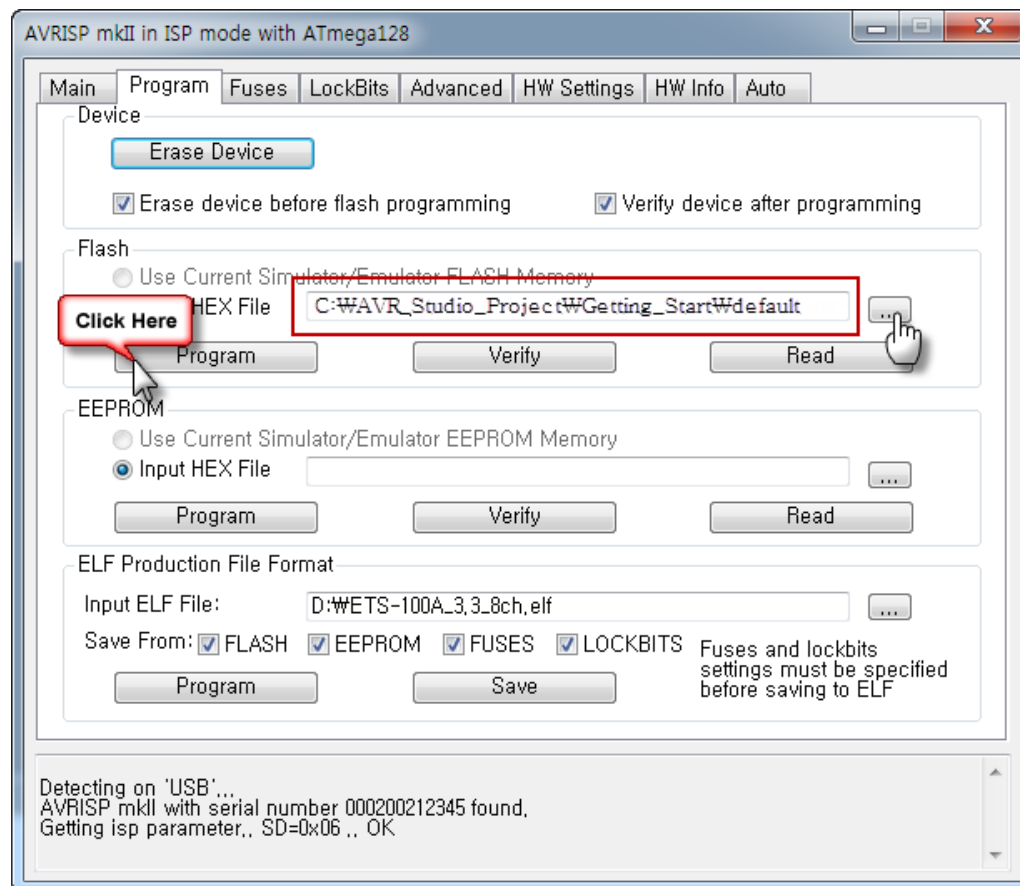 AVRISP mkII in ISP mode with ATmega128
Main Program Fuses LockBits Advanced HW Settings HW Info Auto
Device
Erase Device
Erase device before flash programming Verify device after programming
Flash
Use Current Simulator/Emulator FLASH Memory
HEX File C:₩AVR_Studio_Project₩Getting_Start₩default ...
Click Here
Program Verify Read
EEPROM
Use Current Simulator/Emulator EEPROM Memory
Input HEX File ...
Program Verify Read
ELF Production File Format
Input ELF File: D:₩ETS-100A_3,3_8ch,elf ...
Save From: FLASH EEPROM FUSES LOCKBITS
Fuses and lockbits
settings must be specified
before saving to ELF
Program Save
Detecting on 'USB',,,
AVRISP mkII with serial number 000200212345 found,
Getting isp parameter,, SD=0x06 ,, OK